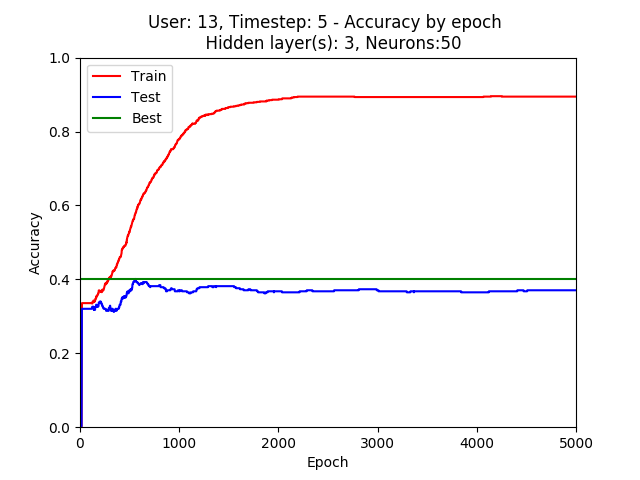 User: 13, Timestep: 5 - Accuracy by epoch
Hidden layer(s): 3, Neurons:50
Train
Test
Best
1.0
0.8
0.6
0.4
0.2
0.0
Accuracy
0 1000 2000 3000 4000 5000
Epoch